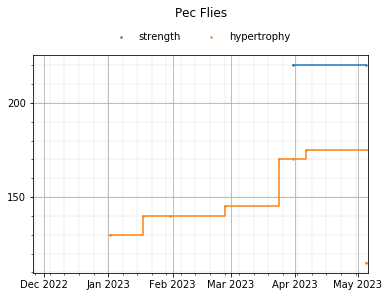 Pec Flies
strength hypertrophy
200
150
Dec 2022 Jan 2023 Feb 2023 Mar 2023 Apr 2023 May 2023